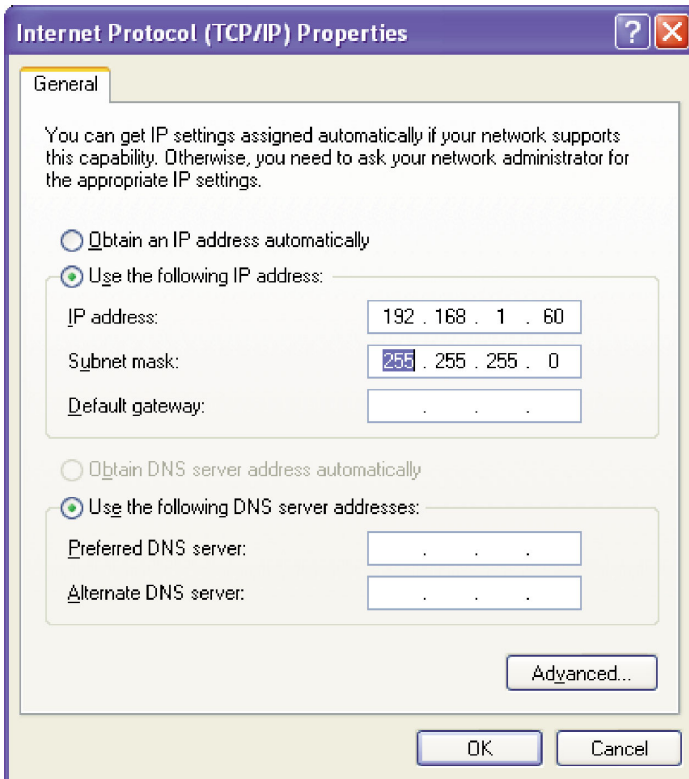 Internet Protocol (TCP/IP) Properties
General
You can get IP settings assigned automatically if your network supports
this capability. Otherwise, you need to ask your network administrator for
the appropriate IP settings.
Obtain an IP address automatically
Use the following IP address:
IP address: 192 . 168 . 1 . 60
Subnet mask: 255 . 255 . 255 . 0
Default gateway: . . .
Obtain DNS server address automatically
Use the following DNS server addresses:
Preferred DNS server: . . .
Alternate DNS server: . . .
Advanced...
OK Cancel